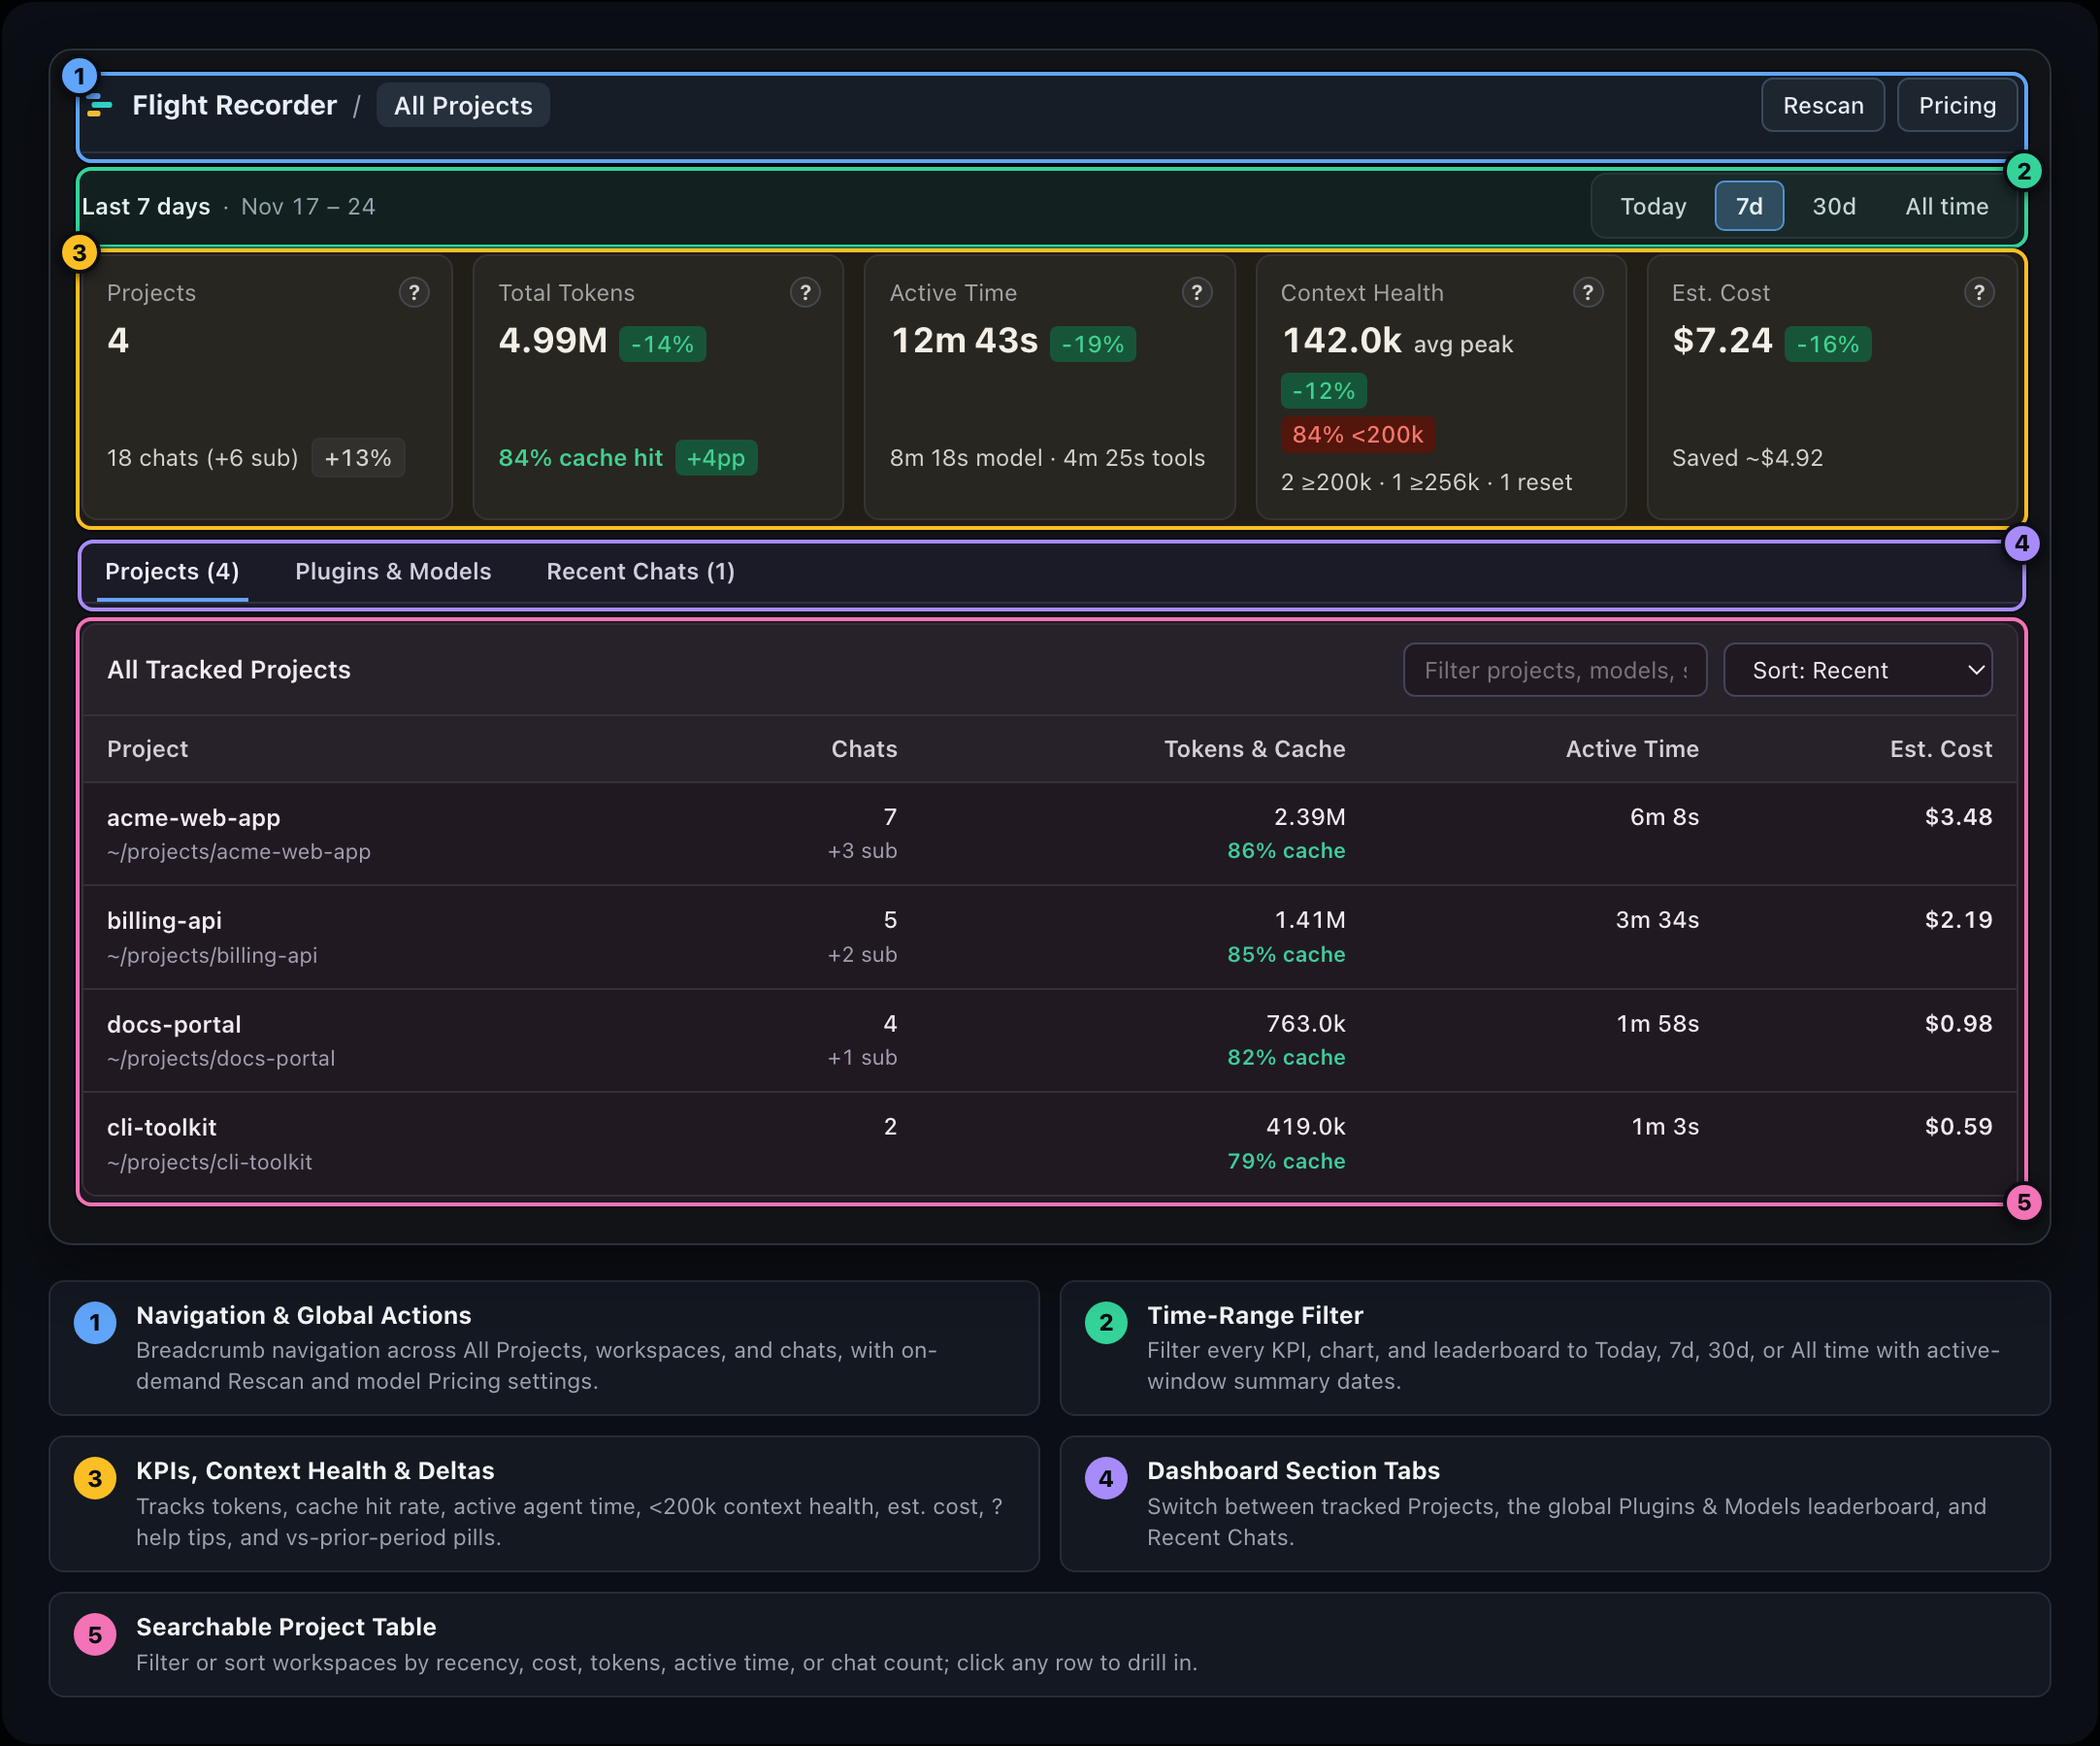 1
Flight Recorder / All Projects Rescan Pricing
2
Last 7 days · Nov 17 – 24 Today 7d 30d All time
3
Projects ? Total Tokens ? Active Time ? Context Health ? Est. Cost ?
4 4.99M -14% 12m 43s -19% 142.0k avg peak $7.24 -16%
-12%
84% <200k
18 chats (+6 sub) +13% 84% cache hit +4pp 8m 18s model · 4m 25s tools Saved ~$4.92
2 ≥200k · 1 ≥256k · 1 reset
4
Projects (4) Plugins & Models Recent Chats (1)
All Tracked Projects Filter projects, models, Sort: Recent
Project Chats Tokens & Cache Active Time Est. Cost
acme-web-app 7 2.39M 6m 8s $3.48
~/projects/acme-web-app +3 sub 86% cache
billing-api 5 1.41M 3m 34s $2.19
~/projects/billing-api +2 sub 85% cache
docs-portal 4 763.0k 1m 58s $0.98
~/projects/docs-portal +1 sub 82% cache
cli-toolkit 2 419.0k 1m 3s $0.59
~/projects/cli-toolkit 79% cache
5
1 Navigation & Global Actions
Breadcrumb navigation across All Projects, workspaces, and chats, with on-
demand Rescan and model Pricing settings.
2 Time-Range Filter
Filter every KPI, chart, and leaderboard to Today, 7d, 30d, or All time with active-
window summary dates.
3 KPIs, Context Health & Deltas
Tracks tokens, cache hit rate, active agent time, <200k context health, est. cost, ?
help tips, and vs-prior-period pills.
4 Dashboard Section Tabs
Switch between tracked Projects, the global Plugins & Models leaderboard, and
Recent Chats.
5 Searchable Project Table
Filter or sort workspaces by recency, cost, tokens, active time, or chat count; click any row to drill in.